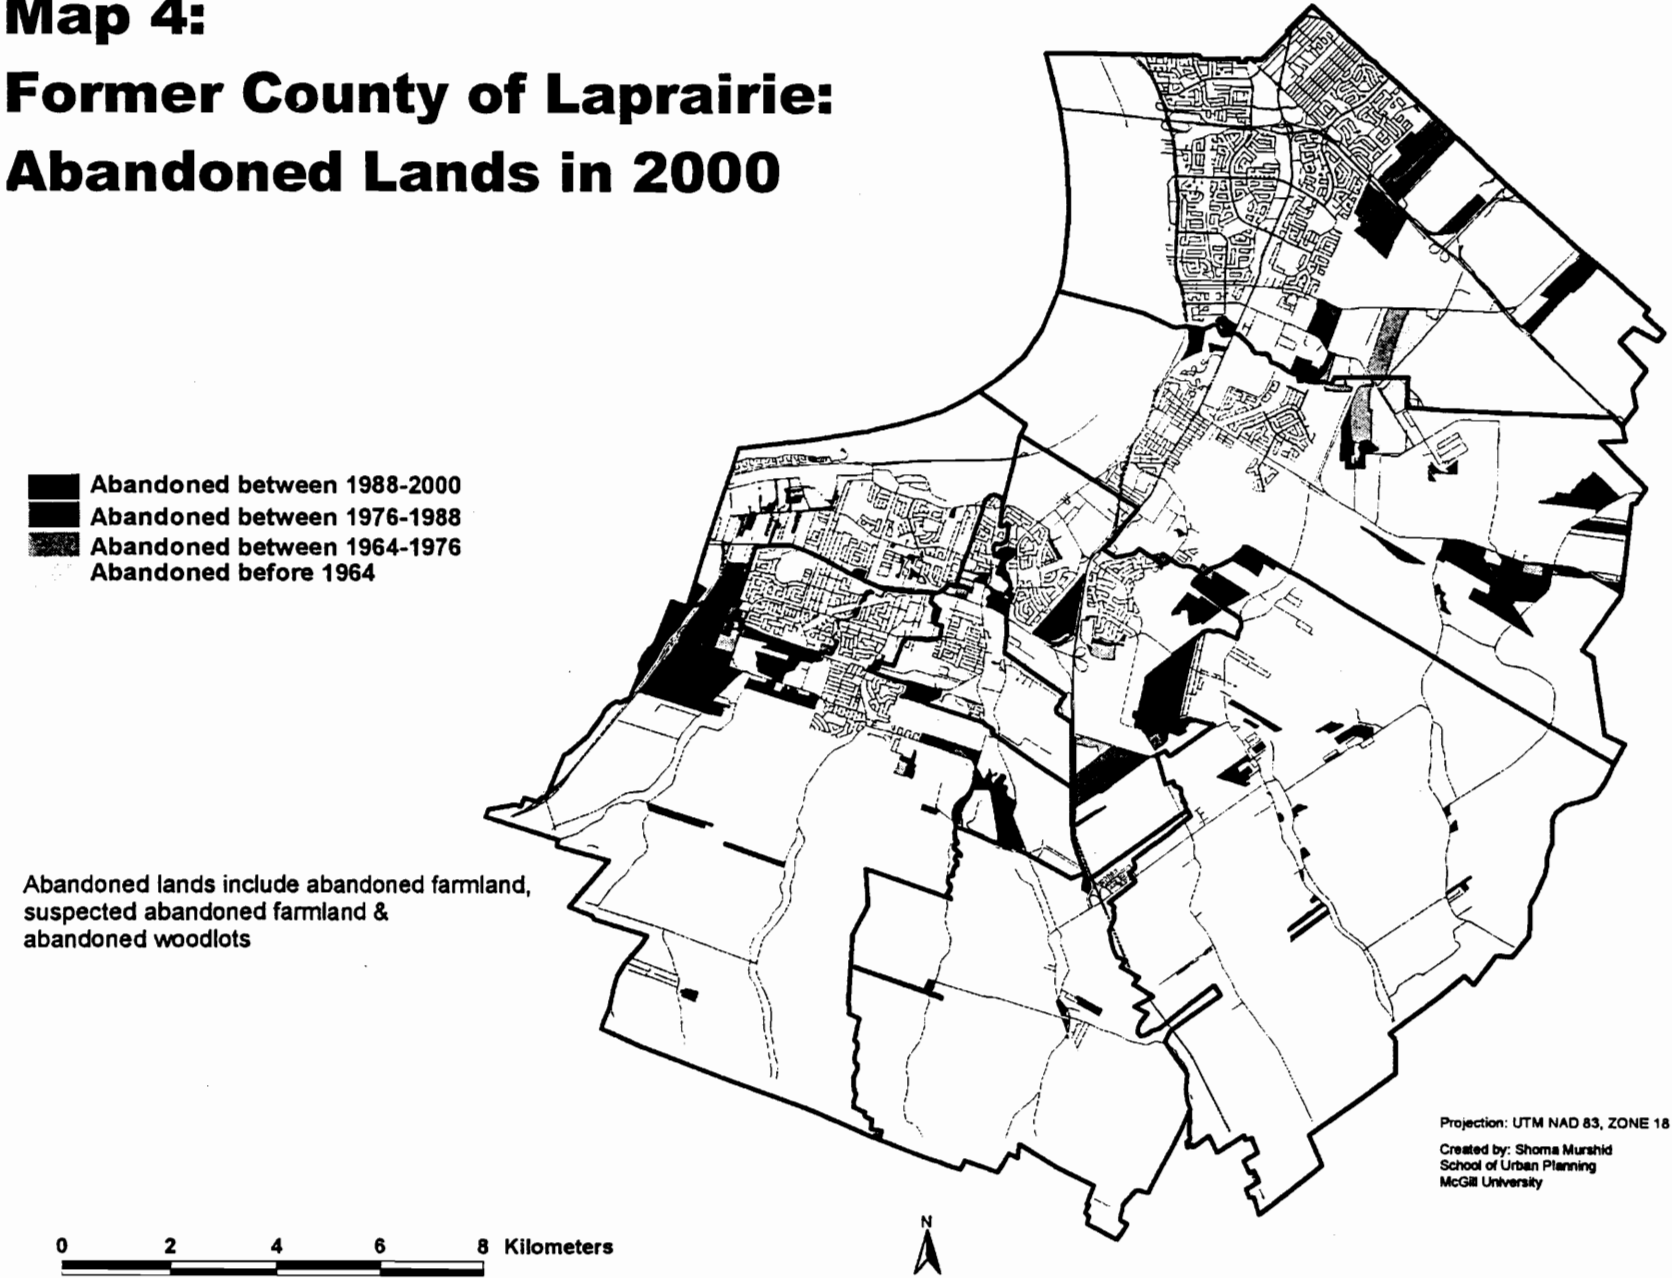 Map 4:
Former County of Laprairie:
Abandoned Lands in 2000
Abandoned between 1988-2000
Abandoned between 1976-1988
Abandoned between 1964-1976
Abandoned before 1964
Abandoned lands include abandoned farmland,
suspected abandoned farmland &
abandoned woodlots
Projection: UTM NAD 83, ZONE 18
Created by: Shoma Murshid
School of Urban Planning
McGill University
0 2 4 6 8 Kilometers
N